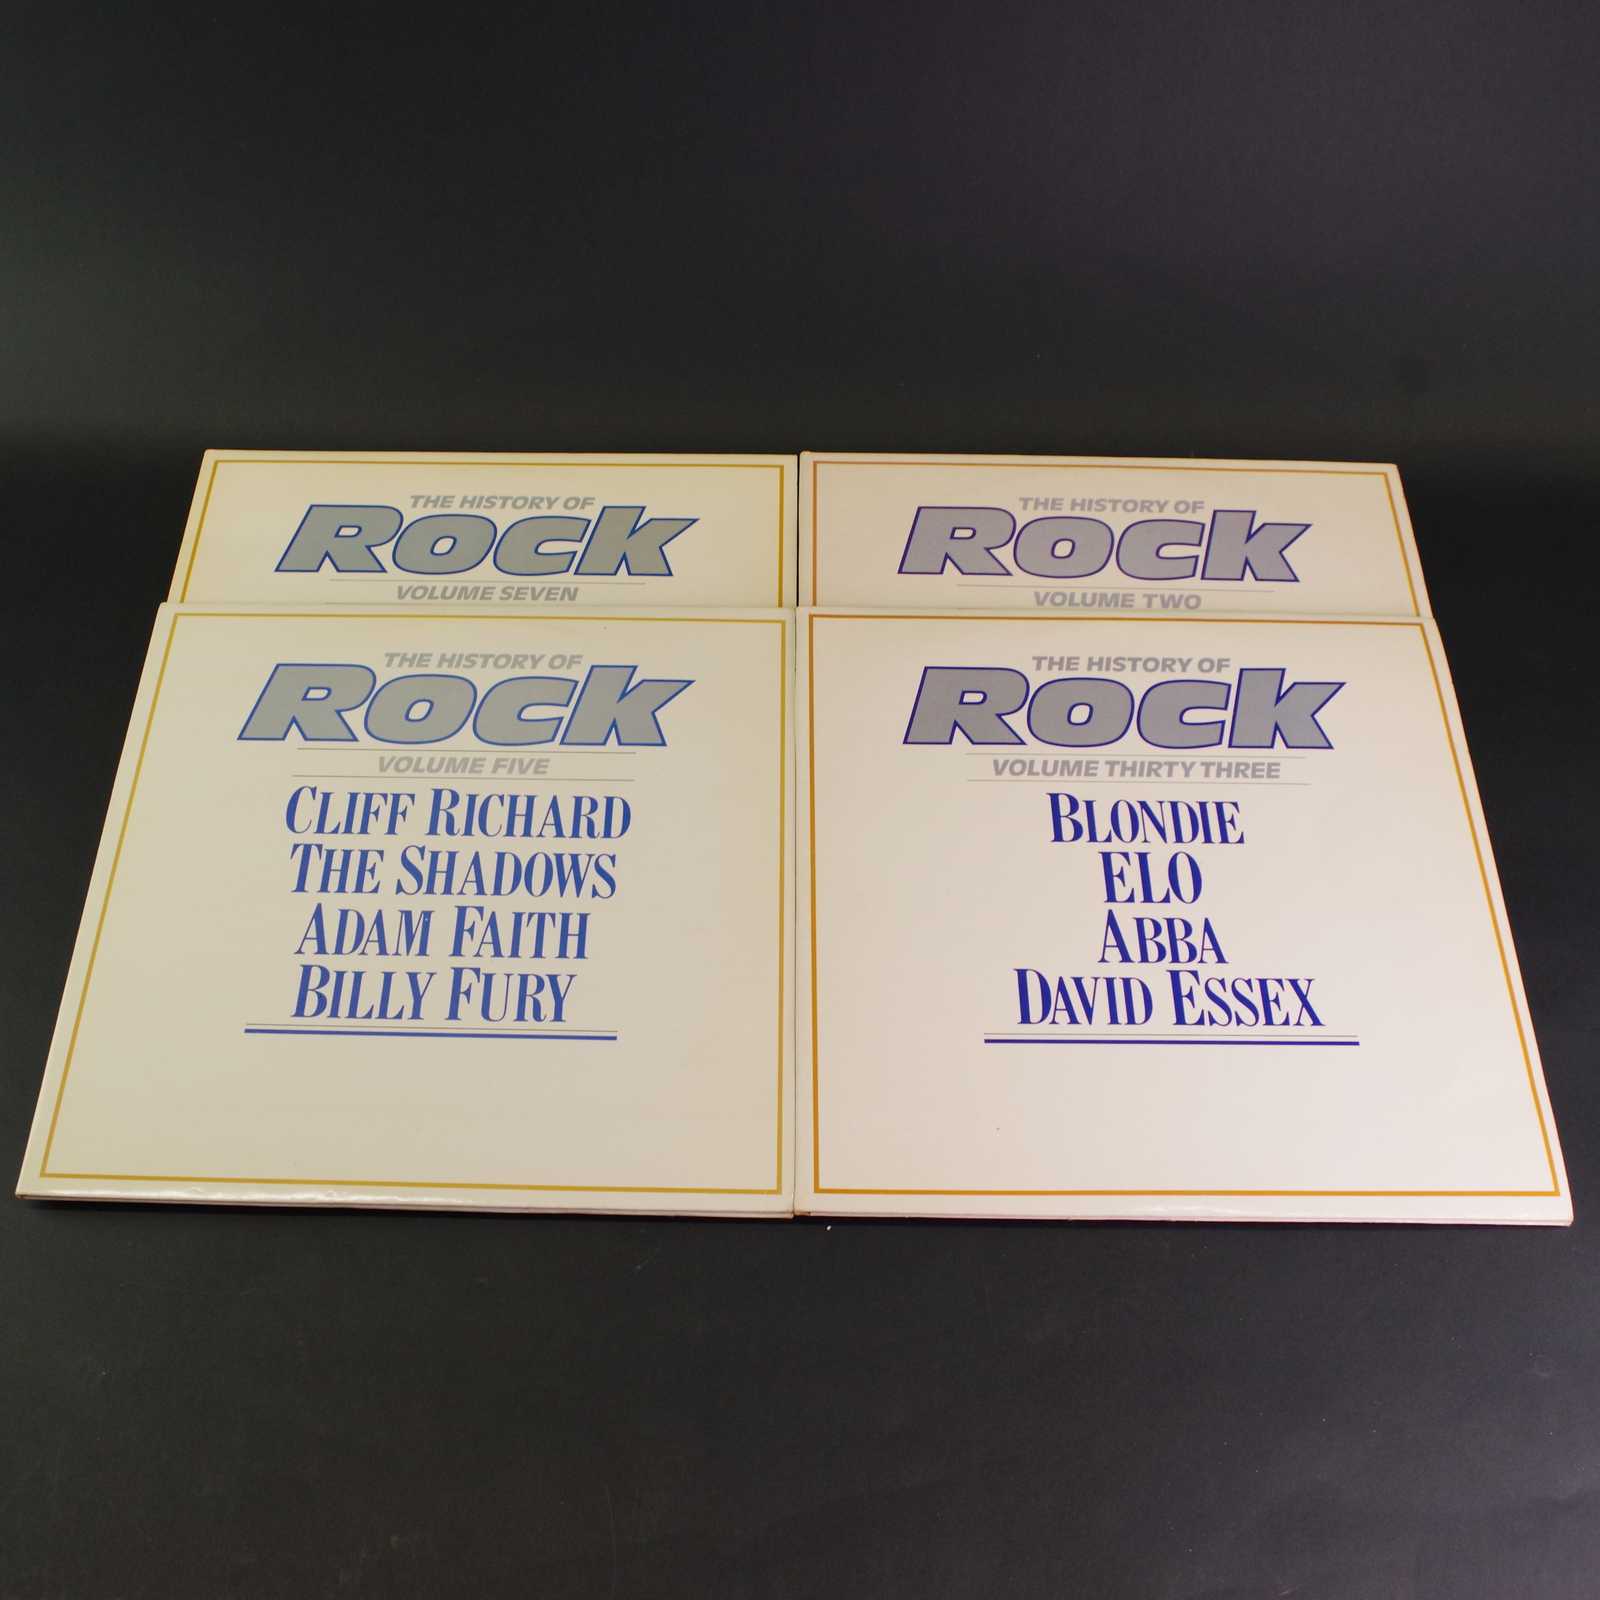 THE HISTORY OF
ROCK
VOLUME SEVEN
THE HISTORY OF
ROCK
VOLUME TWO
THE HISTORY OF
ROCK
VOLUME FIVE
CLIFF RICHARD
THE SHADOWS
ADAM FAITH
BILLY FURY
THE HISTORY OF
ROCK
VOLUME THIRTY THREE
BLONDIE
ELO
ABBA
DAVID ESSEX